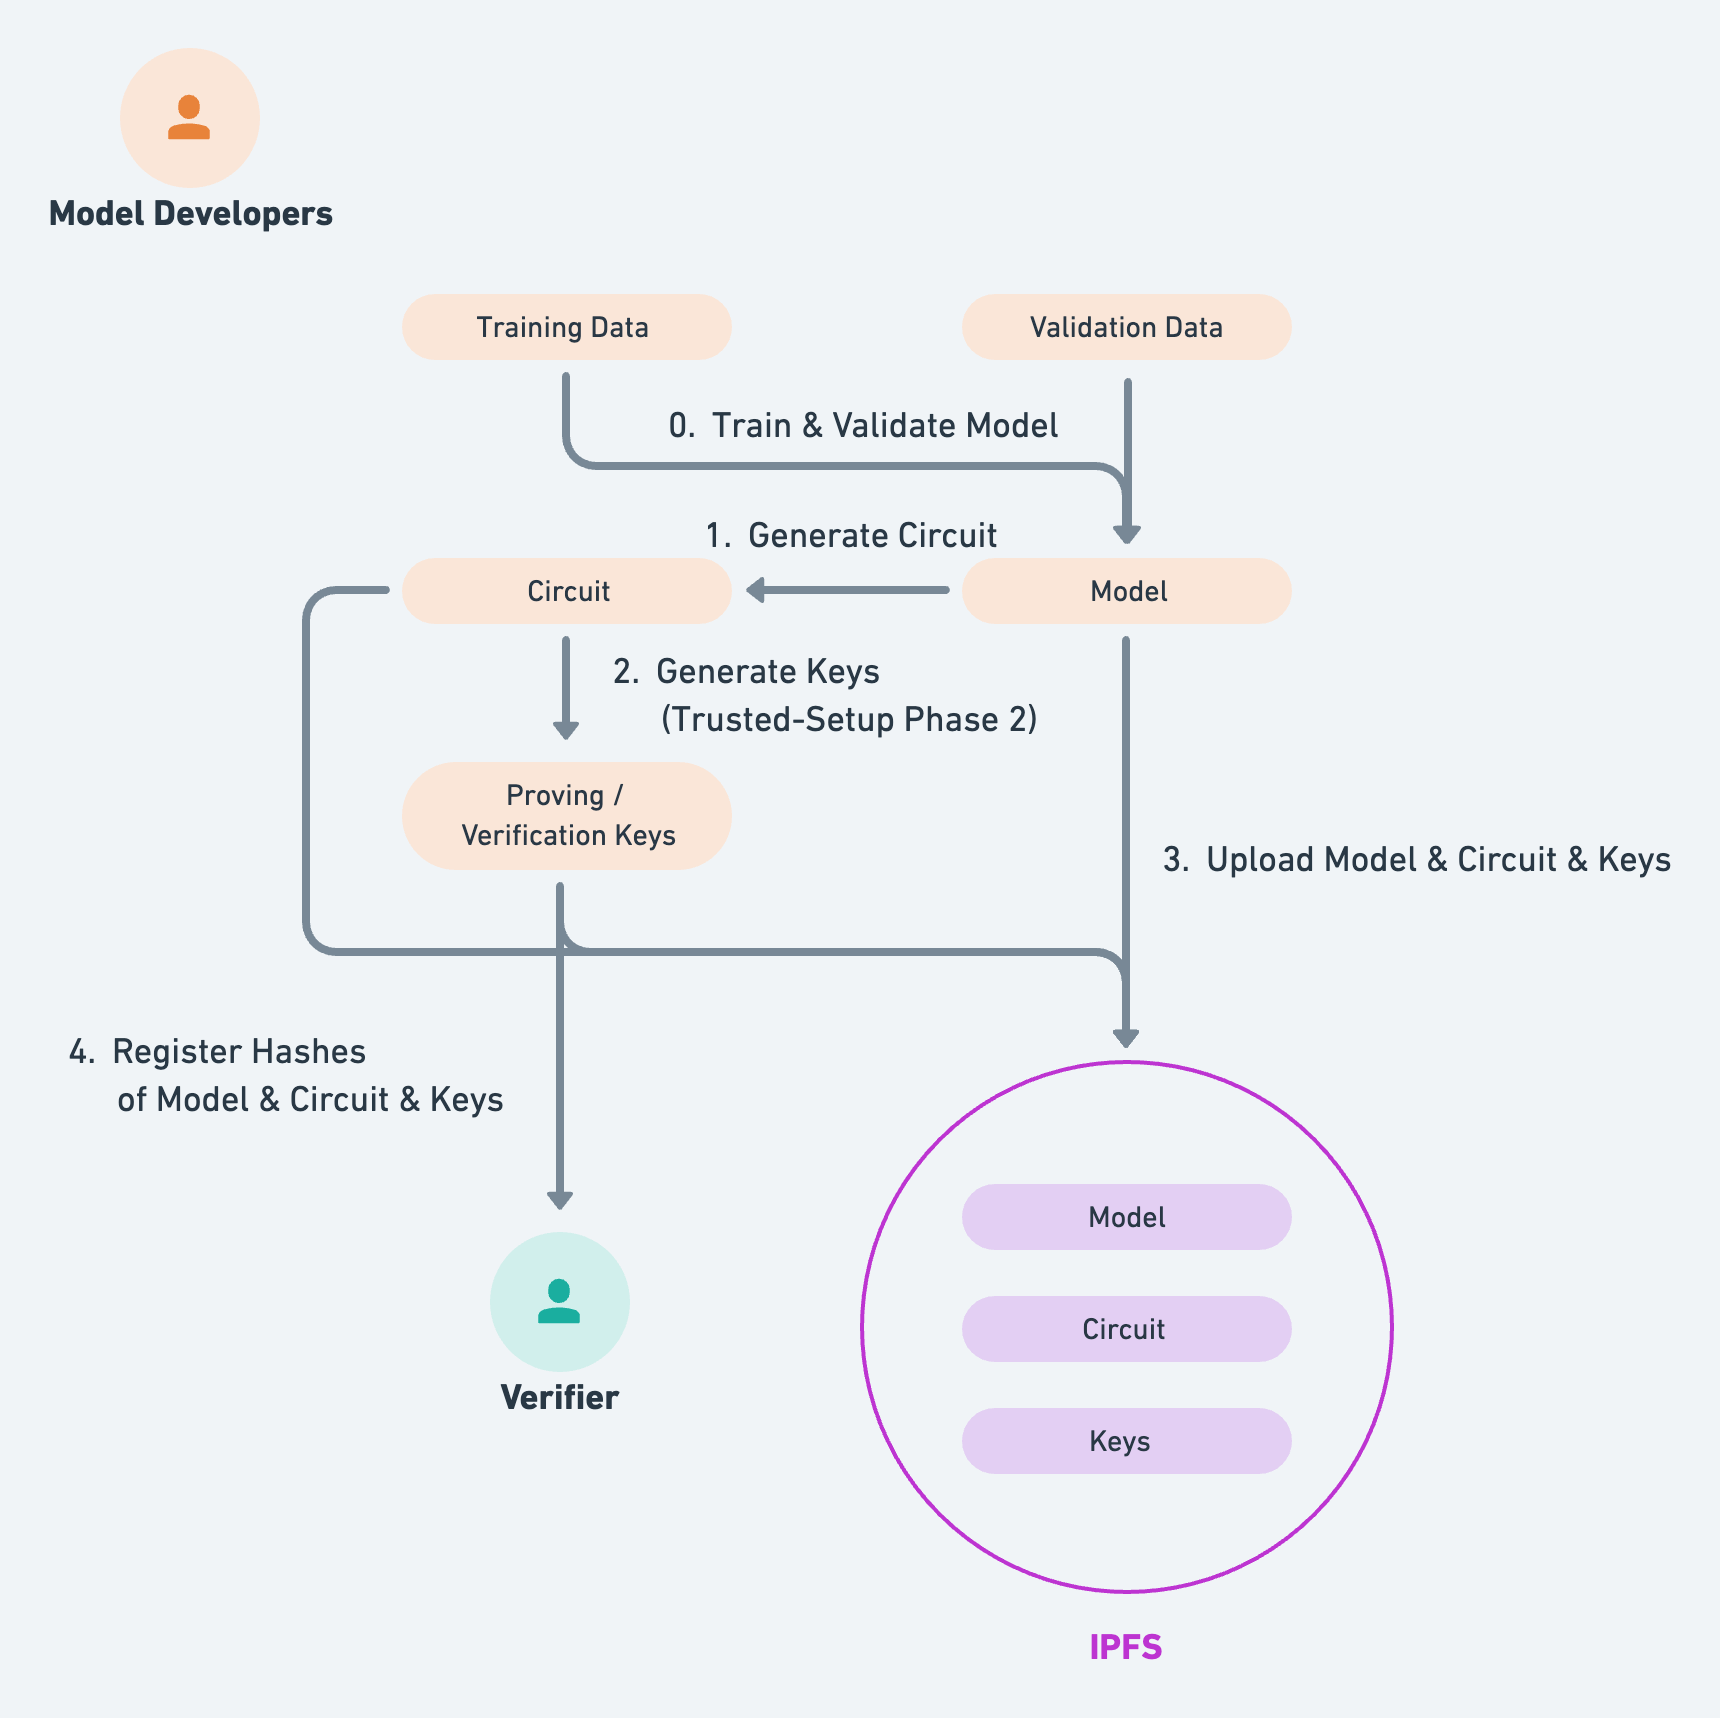 Model Developers
Training Data
Validation Data
0. Train & Validate Model
1. Generate Circuit
Circuit
Model
2. Generate Keys
(Trusted-Setup Phase 2)
Proving /
Verification Keys
3. Upload Model & Circuit & Keys
4. Register Hashes
of Model & Circuit & Keys
Model
Circuit
Verifier
Keys
IPFS